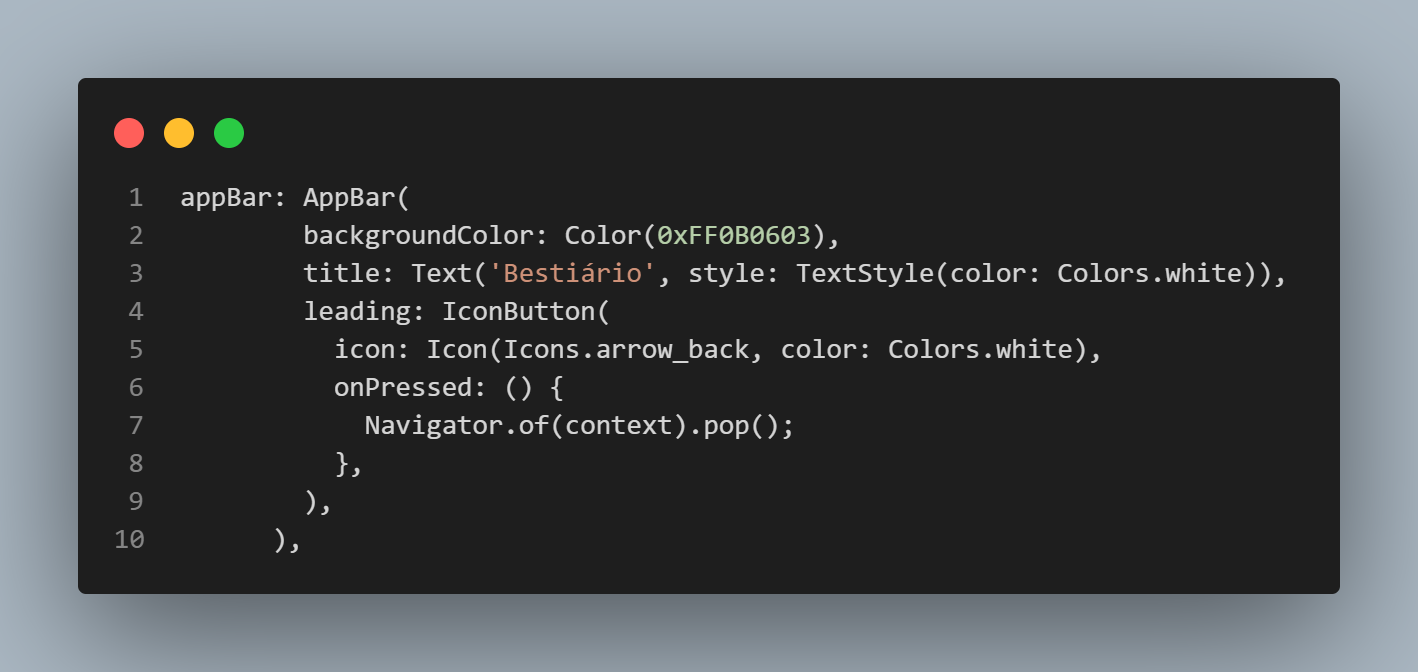 1 appBar: AppBar(
2 backgroundColor: Color(0xFF0B0603),
3 title: Text('Bestiário', style: TextStyle(color: Colors.white)),
4 leading: IconButton(
5 icon: Icon(Icons.arrow_back, color: Colors.white),
6 onPressed: () {
7 Navigator.of(context).pop();
8 },
9 ),
10 ),